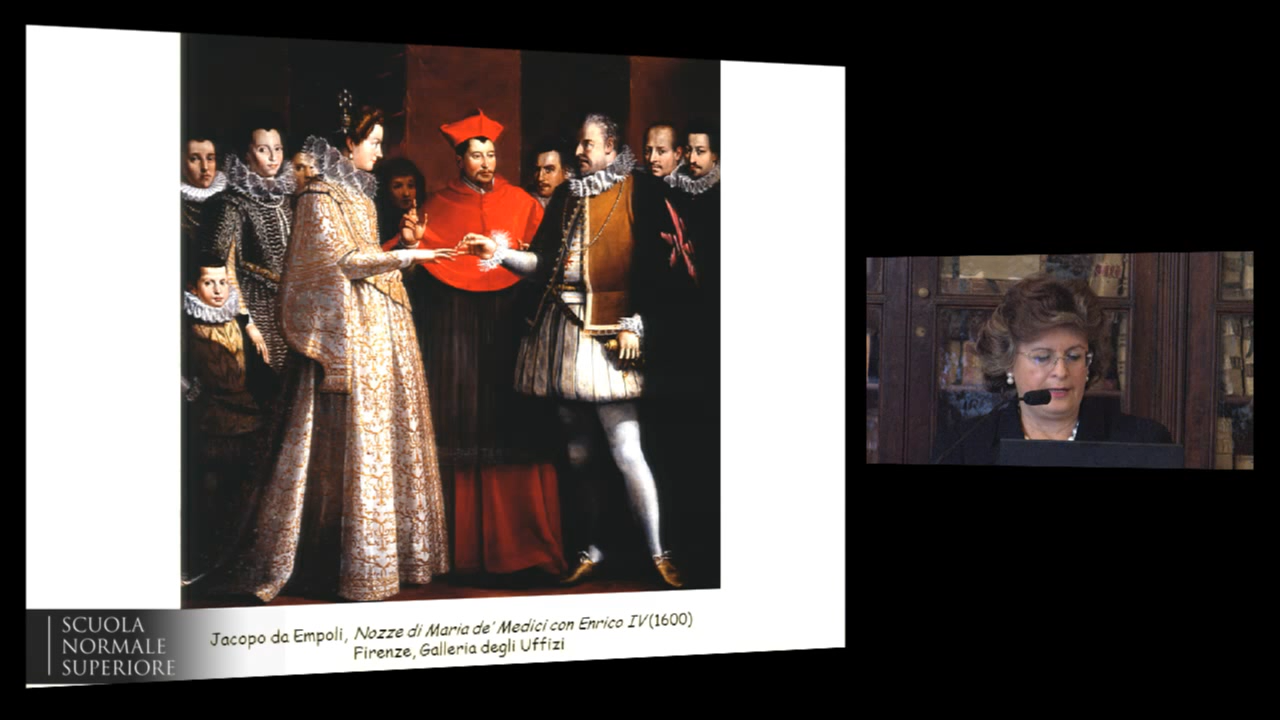 Jacopo da Empoli, Nozze di Maria de' Medici con Enrico IV (1600)
Firenze, Galleria degli Uffizi
SCUOLA
NORMALE
SUPERIORE